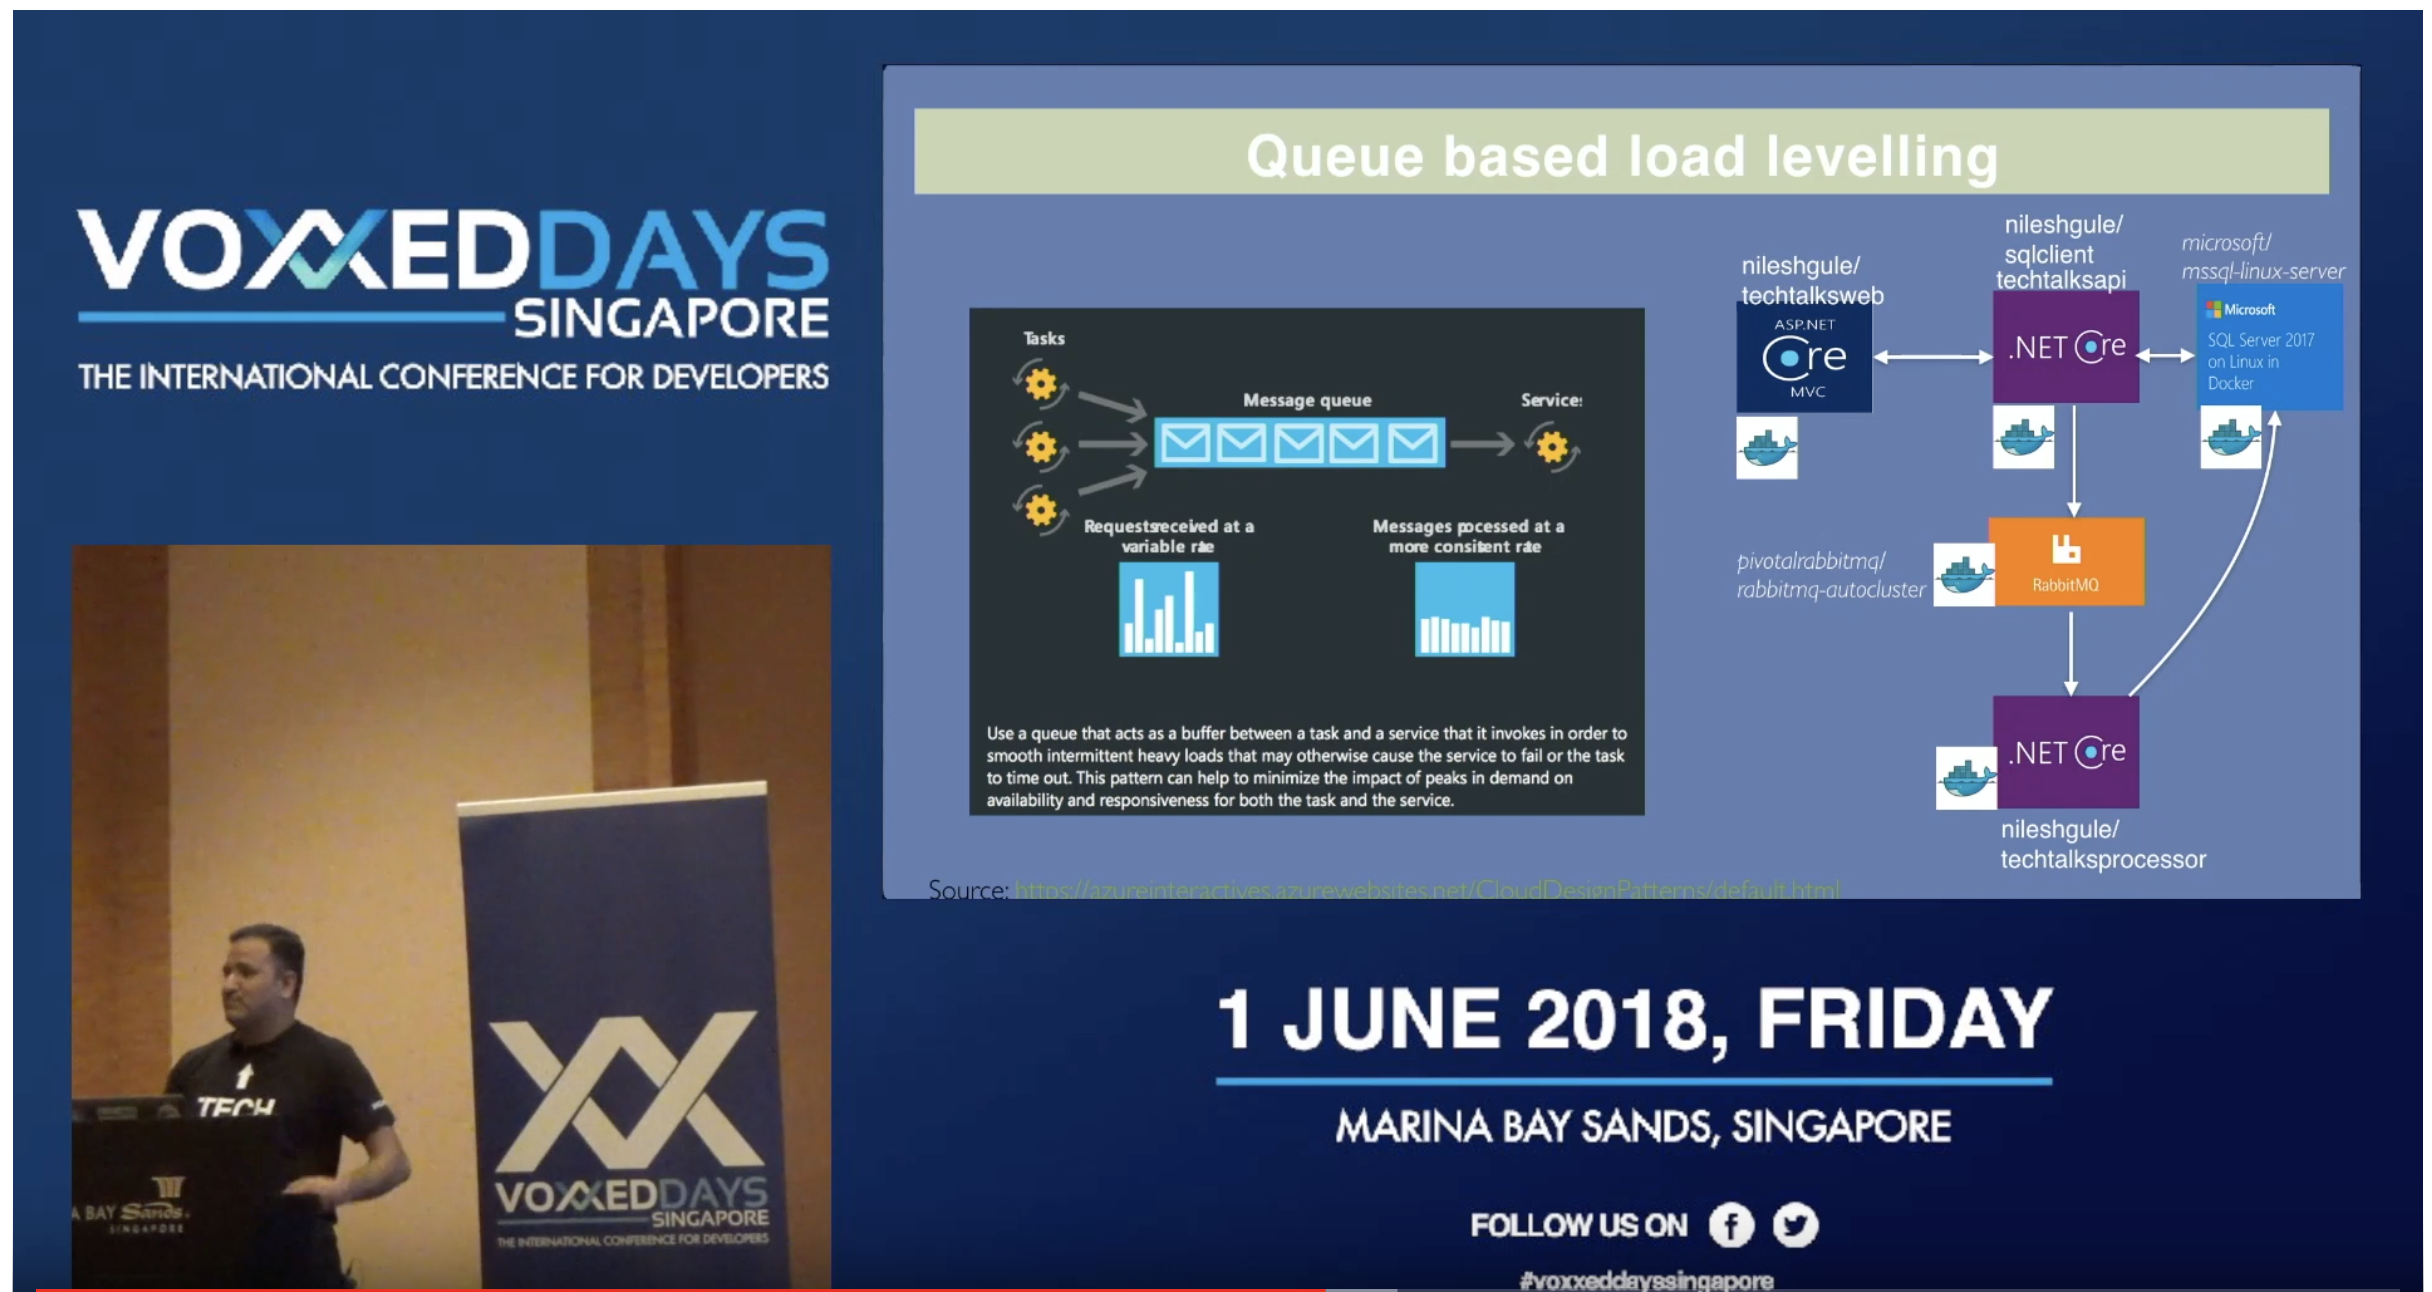 VOXXEDDAYS
SINGAPORE
THE INTERNATIONAL CONFERENCE FOR DEVELOPERS
Queue based load levelling
Tasks
Message queue
Service:
Requestsreceived at a
variable rate
Messages pocessed at a
more consistent rate
Use a queue that acts as a buffer between a task and a service that it invokes in order to
smooth intermittent heavy loads that may otherwise cause the service to fail or the task
to time out. This pattern can help to minimize the impact of peaks in demand on
availability and responsiveness for both the task and the service.
nileshgule/
techtalksweb
ASP.NET
Core
MVC
nileshgule/
sqlclient
techtalksapi
.NET Core
microsoft/
mssql-linux-server
Microsoft
SQL Server 2017
on Linux in
Docker
pivotalrabbitmq/
rabbitmq-autocluster
RabbitMQ
.NET Core
nileshgule/
techtalksprocessor
Source: https://azureinteractives.azurewebsites.net/CloudDesignPatterns/default.html
TECH
A BAY Sands.
SINGAPORE
VOXXEDDAYS
SINGAPORE
THE INTERNATIONAL CONFERENCE FOR DEVELOPERS
1 JUNE 2018, FRIDAY
MARINA BAY SANDS, SINGAPORE
FOLLOW US ON
#voxxeddayssingapore